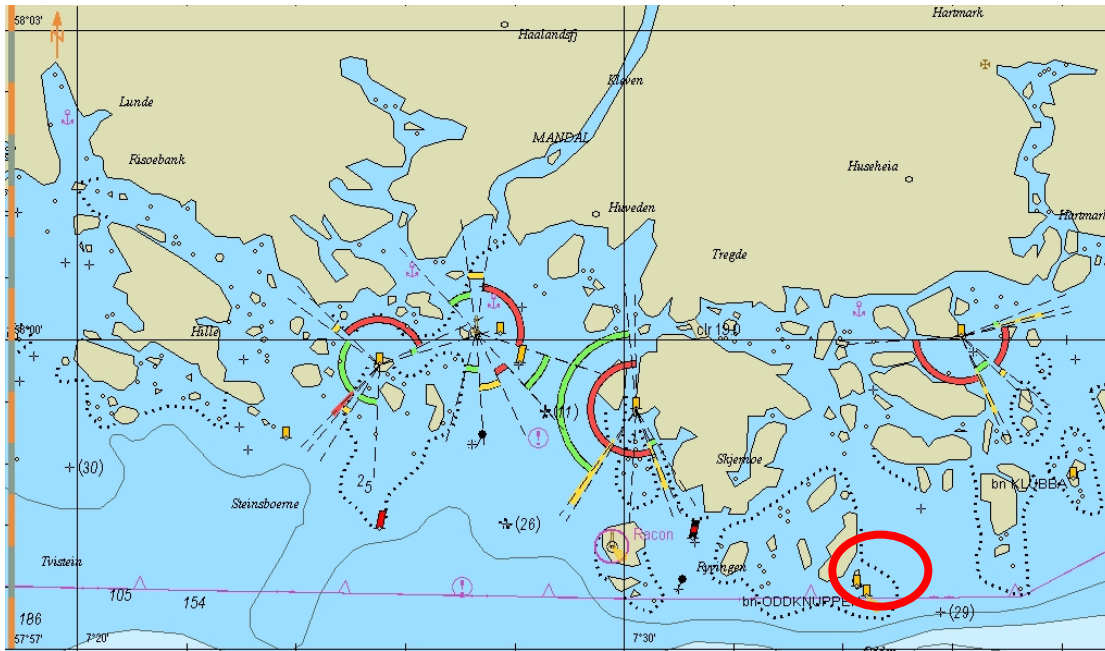 58°03'
Hartmark
Haalandsfj
Kleven
Lunde
MANDAL
Risoebank
Huseheia
Huveden
Hartmark
Tregde
58°00'
Hille
clr 19
(11)
(30)
Skjernoe
25
bn KLUBBA
Steinsboerne
(26)
Racon
Tvistein
Ryvingen
105
154
bn ODDKNUPPEN
186
(29)
57°57'
7°20'
7°30'